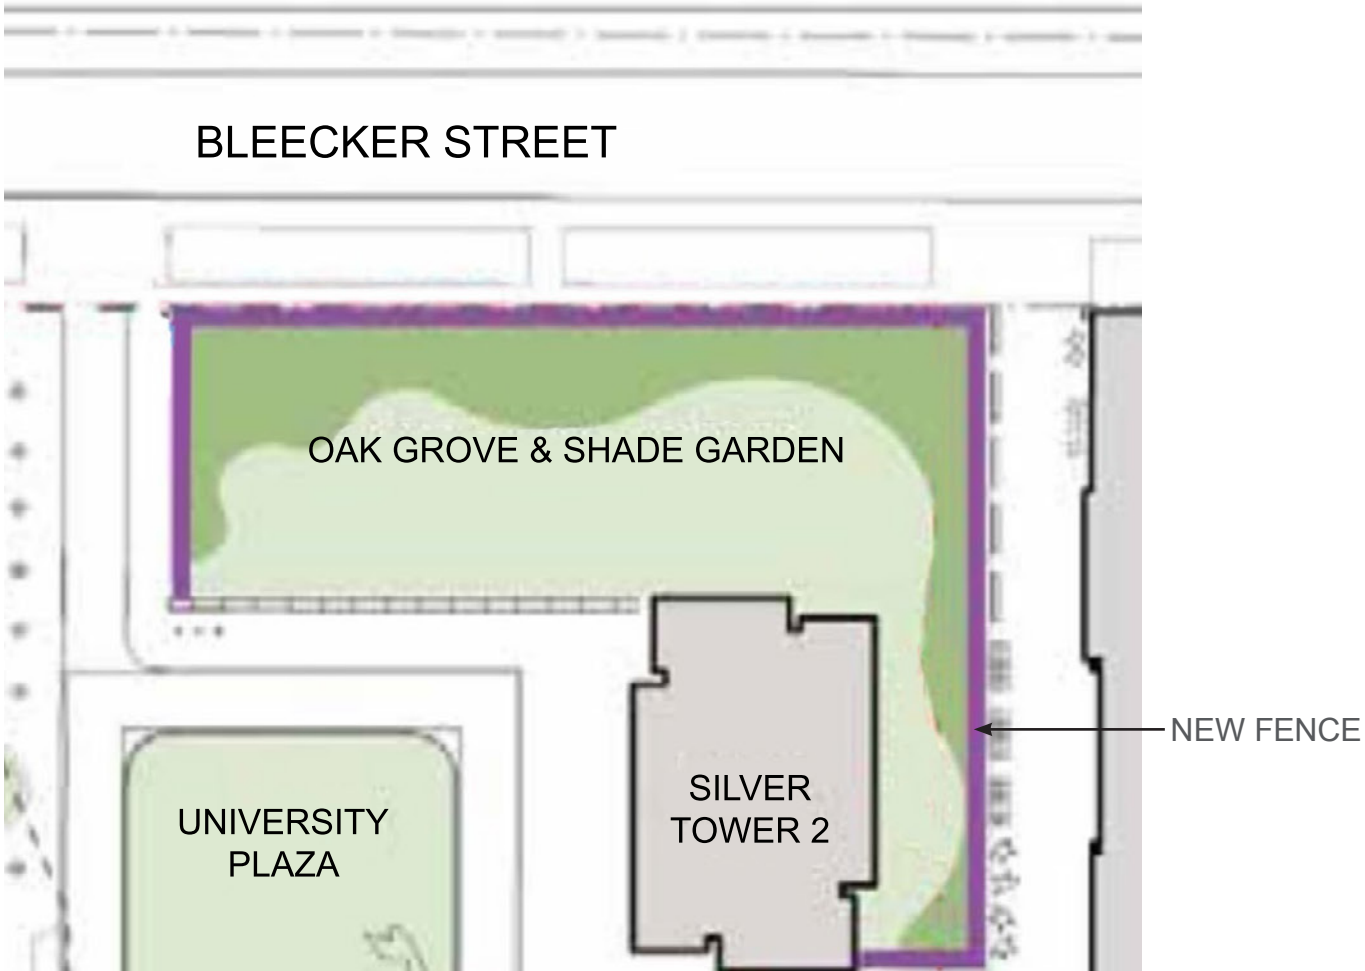 BLEECKER STREET
OAK GROVE & SHADE GARDEN
NEW FENCE
SILVER
TOWER 2
UNIVERSITY
PLAZA